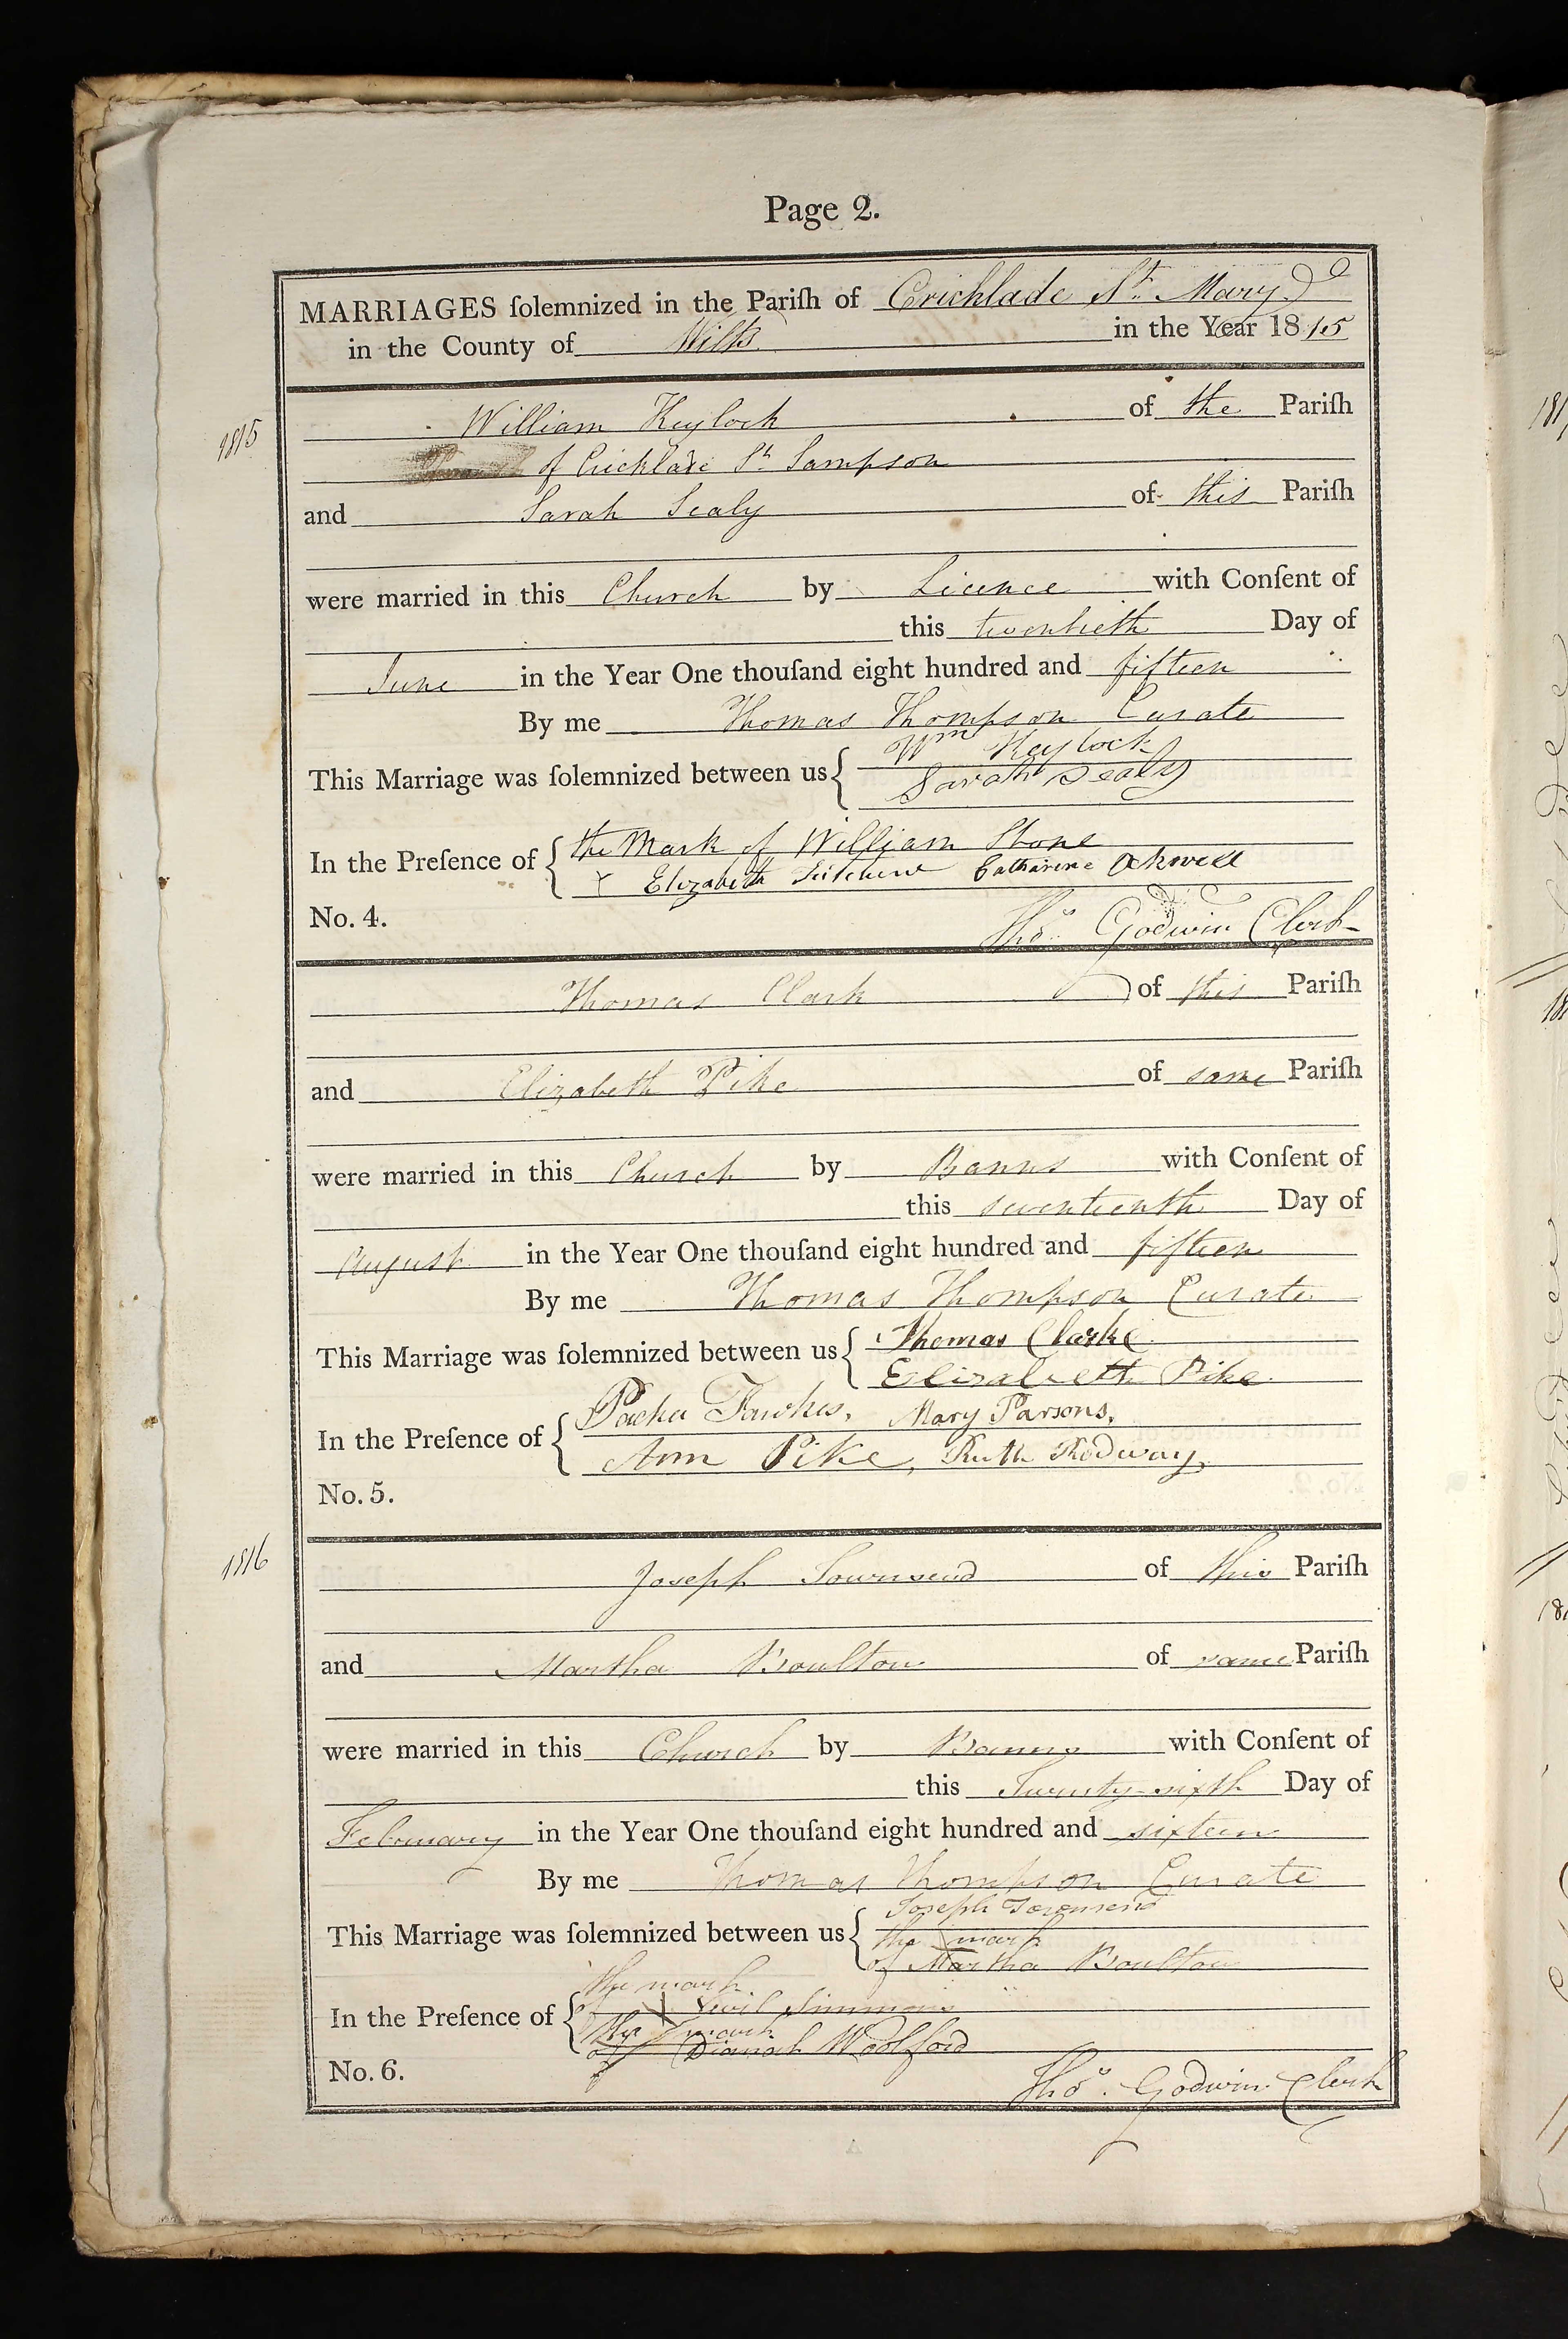 Page 2.
MARRIAGES ſolemnized in the Pariſh of Cricklade St. Mary
in the County of Wilts in the Year 1815
1815
William Keylock of the Pariſh
of Cricklade St. Sampson
and Sarah Sealy of this Pariſh
were married in this Church by Licence with Conſent of
this twentieth Day of
June in the Year One thouſand eight hundred and fifteen
By me Thomas Thompson Curate
This Marriage was ſolemnized between us { Wm Keylock
Sarah Sealy
In the Preſence of { the Mark of William Stone
X Elizabeth Catharine Ockwell
No. 4. Thos. Godwin Clerk
Thomas Clark of this Pariſh
and Elizabeth Pike of same Pariſh
were married in this Church by Banns with Conſent of
this seventeenth Day of
August in the Year One thouſand eight hundred and fifteen
By me Thomas Thompson Curate
This Marriage was ſolemnized between us { Thomas Clarke
Elizabeth Pike
In the Preſence of { Mary Parsons,
Ann Pike, Ruth Rodway,
No. 5.
1816
Joseph Townsend of this Pariſh
and Martha Boulton of same Pariſh
were married in this Church by Banns with Conſent of
this Twenty-sixth Day of
February in the Year One thouſand eight hundred and sixteen
By me Thomas Thompson Curate
This Marriage was ſolemnized between us { Joseph Townsend
the mark
of Martha Boulton
the mark
In the Preſence of { of Simmons
the mark
of Dianah Woolford
No. 6. Thos. Godwin Clerk